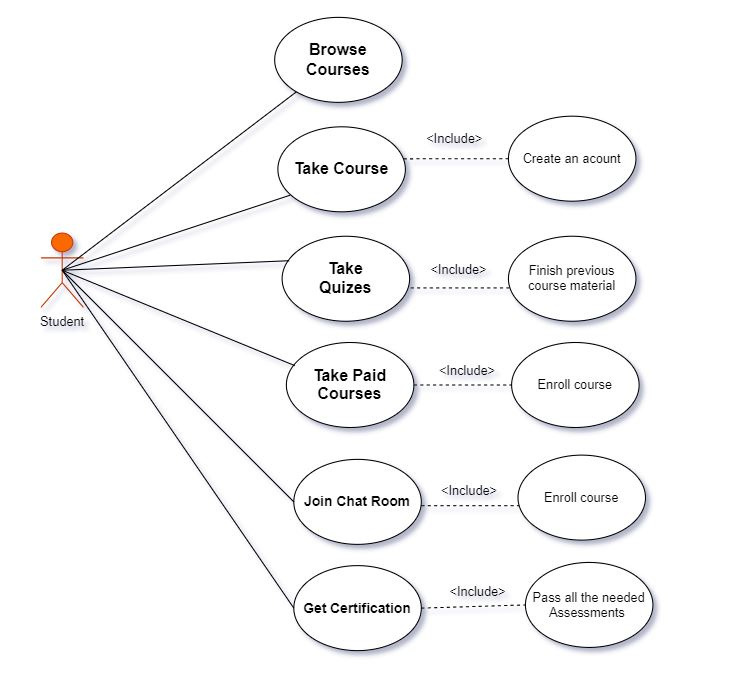 Browse
Courses
<Include>
Take Course
Create an acount
Take
Quizes
<Include>
Finish previous
course material
Student
Take Paid
Courses
<Include>
Enroll course
Join Chat Room
<Include>
Enroll course
Get Certification
<Include>
Pass all the needed
Assessments